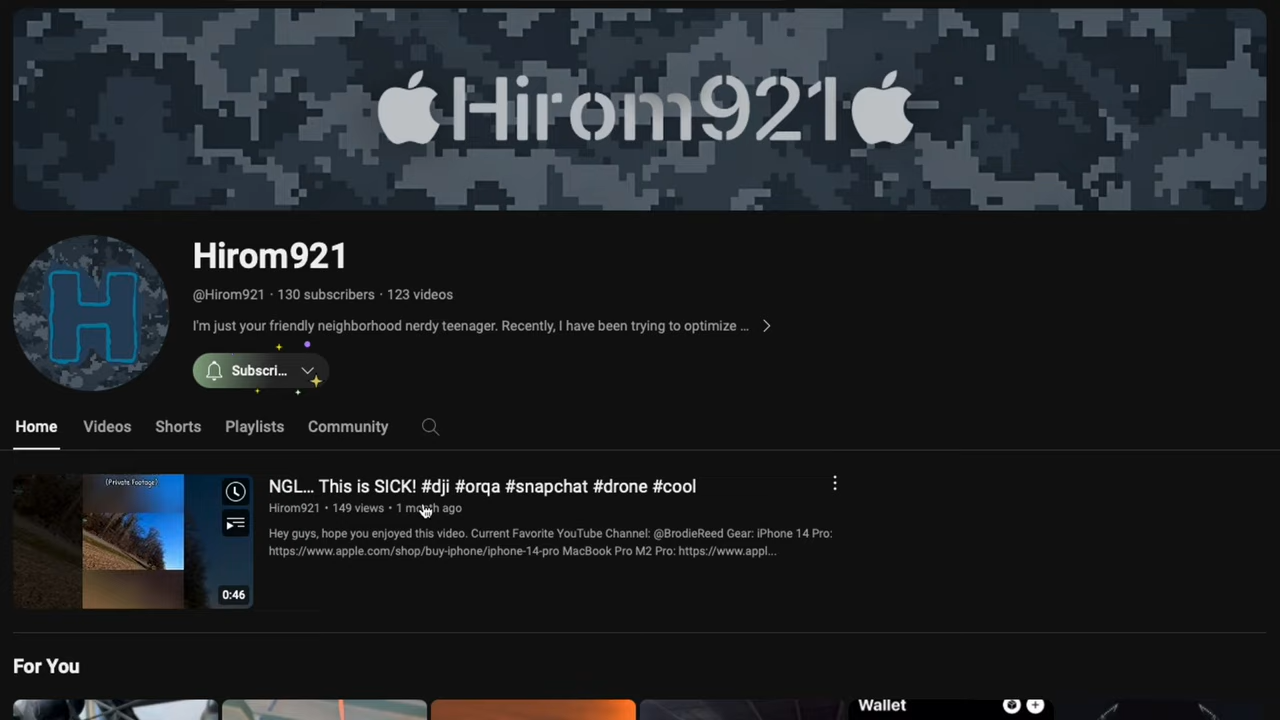 Hirom921
Hirom921
@Hirom921 · 130 subscribers · 123 videos
I'm just your friendly neighborhood nerdy teenager. Recently, I have been trying to optimize ...
Subscri...
Home Videos Shorts Playlists Community
(Private Footage)
NGL... This is SICK! #dji #orqa #snapchat #drone #cool
Hirom921 • 149 views • 1 month ago
Hey guys, hope you enjoyed this video. Current Favorite YouTube Channel: @BrodieReed Gear: iPhone 14 Pro:
https://www.apple.com/shop/buy-iphone/iphone-14-pro MacBook Pro M2 Pro: https://www.appl...
0:46
For You
Wallet